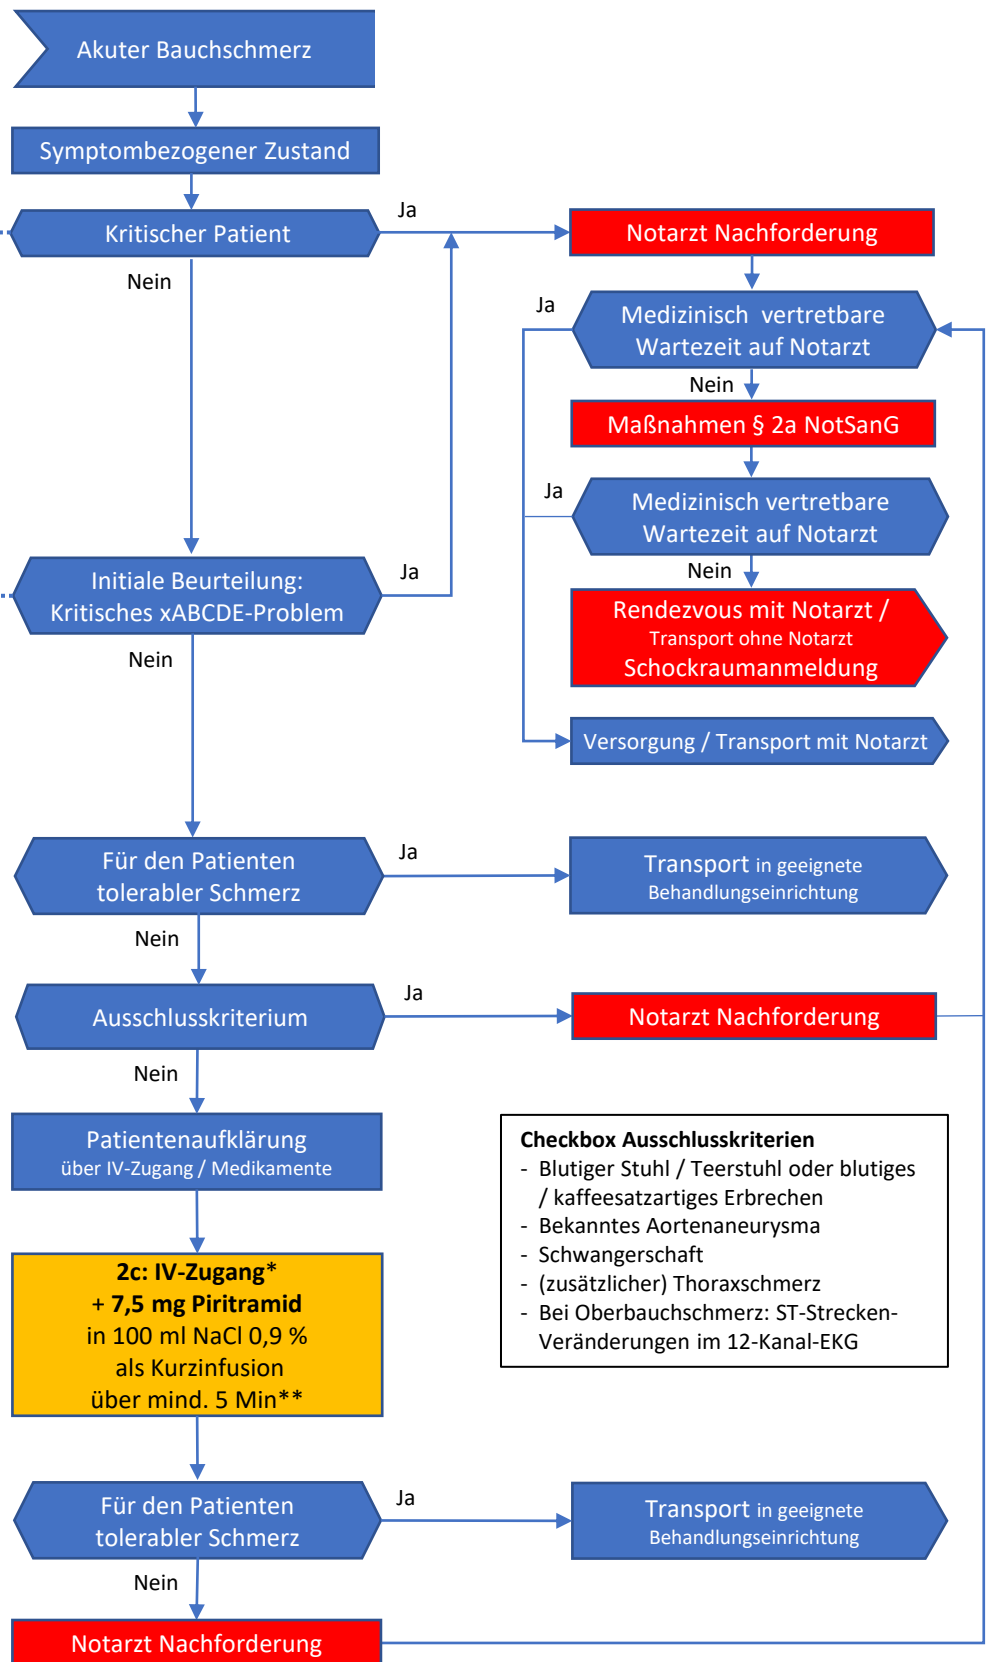 Akuter Bauchschmerz
Symptombezogener Zustand
Kritischer Patient
Ja
Notarzt Nachforderung
Nein
Ja
Medizinisch vertretbare
Wartezeit auf Notarzt
Nein
Maßnahmen § 2a NotSanG
Ja
Medizinisch vertretbare
Wartezeit auf Notarzt
Nein
Initiale Beurteilung:
Kritisches xABCDE-Problem
Ja
Rendezvous mit Notarzt /
Transport ohne Notarzt
Schockraumanmeldung
Nein
Versorgung / Transport mit Notarzt
Für den Patienten
tolerabler Schmerz
Ja
Transport in geeignete
Behandlungseinrichtung
Nein
Ausschlusskriterium
Ja
Notarzt Nachforderung
Nein
Patientenaufklärung
über IV-Zugang / Medikamente
Checkbox Ausschlusskriterien
- Blutiger Stuhl / Teerstuhl oder blutiges
/ kaffeesatzartiges Erbrechen
- Bekanntes Aortenaneurysma
- Schwangerschaft
- (zusätzlicher) Thoraxschmerz
- Bei Oberbauchschmerz: ST-Strecken-
Veränderungen im 12-Kanal-EKG
2c: IV-Zugang*
+ 7,5 mg Piritramid
in 100 ml NaCl 0,9 %
als Kurzinfusion
über mind. 5 Min**
Für den Patienten
tolerabler Schmerz
Ja
Transport in geeignete
Behandlungseinrichtung
Nein
Notarzt Nachforderung